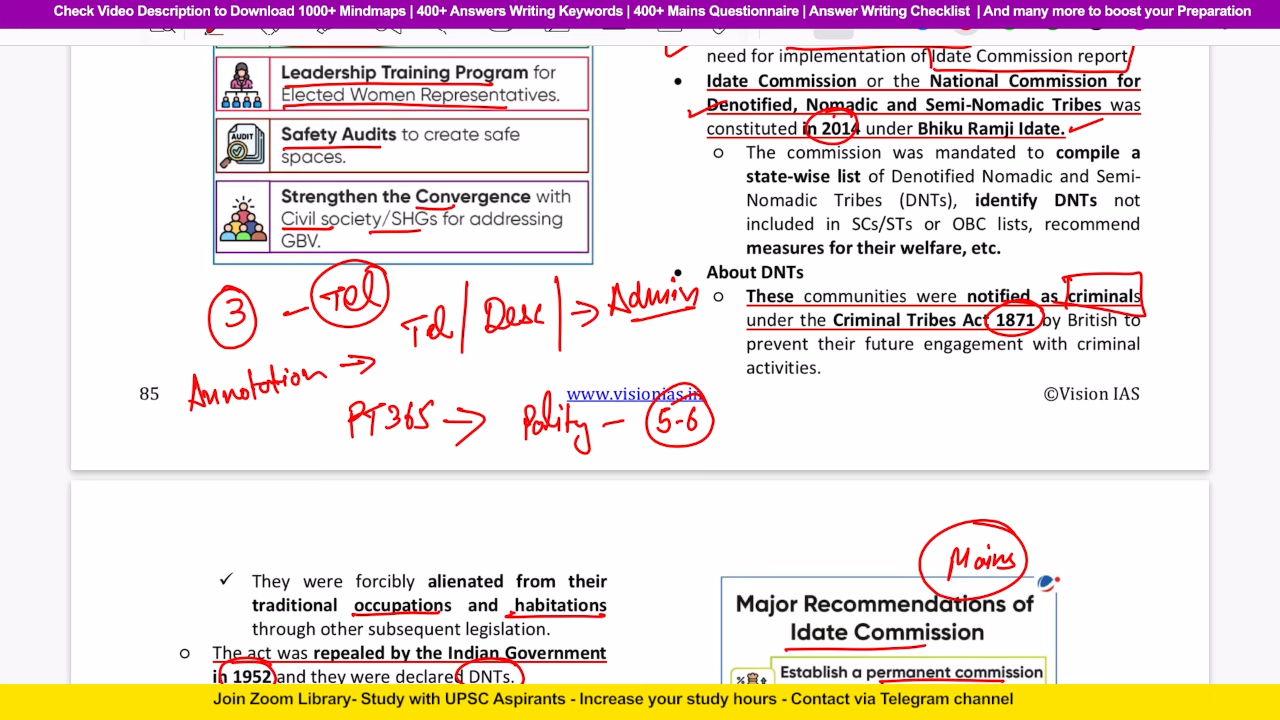 Check Video Description to Download 1000+ Mindmaps | 400+ Answers Writing Keywords | 400+ Mains Questionnaire | Answer Writing Checklist | And many more to boost your Preparation
Leadership Training Program for
Elected Women Representatives.
Safety Audits to create safe
spaces.
AUDIT
Strengthen the Convergence with
Civil society/SHGs for addressing
GBV.
need for implementation of Idate Commission report
• Idate Commission or the National Commission for
Denotified, Nomadic and Semi-Nomadic Tribes was
constituted in 2014 under Bhiku Ramji Idate.
o The commission was mandated to compile a
state-wise list of Denotified Nomadic and Semi-
Nomadic Tribes (DNTs), identify DNTs not
included in SCs/STs or OBC lists, recommend
measures for their welfare, etc.
• About DNTs
o These communities were notified as criminals
under the Criminal Tribes Act 1871 by British to
prevent their future engagement with criminal
activities.
3 - Tel
Tel | Desc | → Admin
Annotation →
PT365 → Polity - 5-6
85
www.visionias.in
©Vision IAS
✓ They were forcibly alienated from their
traditional occupations and habitations
through other subsequent legislation.
o The act was repealed by the Indian Government
in 1952 and they were declared DNTs.
Mains
Major Recommendations of
Idate Commission
Establish a permanent commission
Join Zoom Library- Study with UPSC Aspirants - Increase your study hours - Contact via Telegram channel